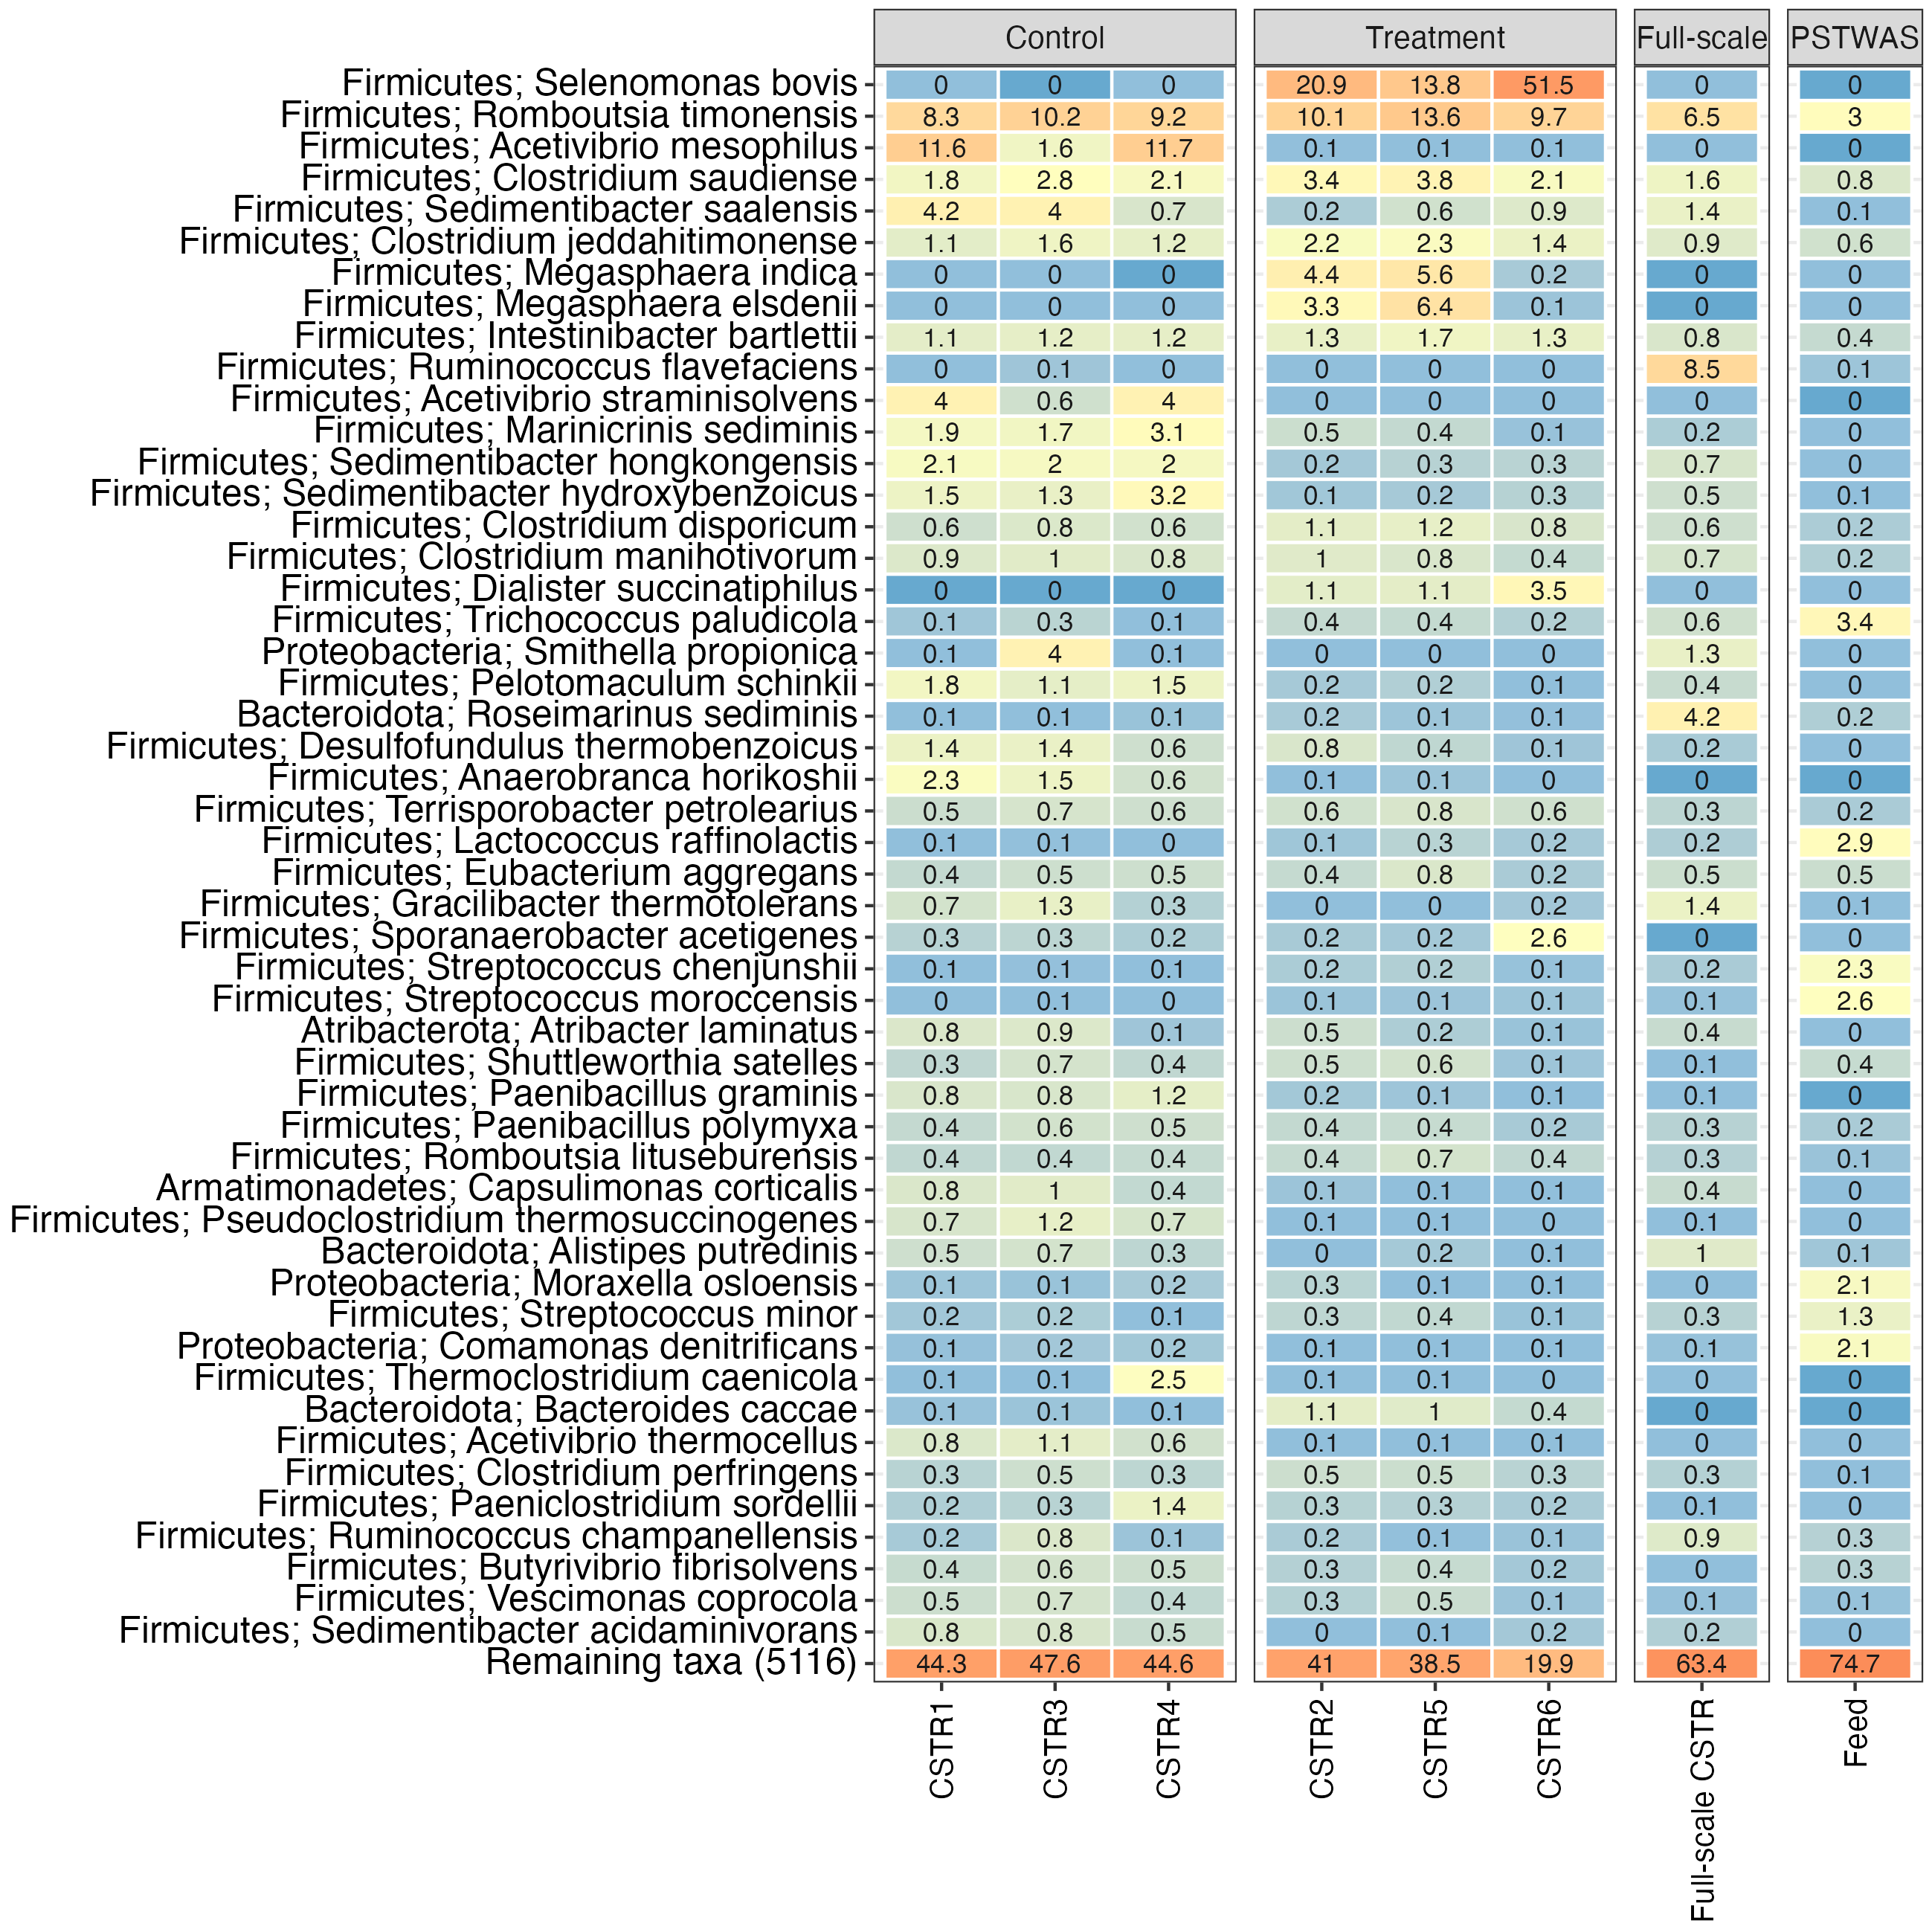 Control Treatment Full-scale PSTWAS
Firmicutes; Selenomonas bovis 0 0 0 20.9 13.8 51.5 0 0
Firmicutes; Romboutsia timonensis 8.3 10.2 9.2 10.1 13.6 9.7 6.5 3
Firmicutes; Acetivibrio mesophilus 11.6 1.6 11.7 0.1 0.1 0.1 0 0
Firmicutes; Clostridium saudiense 1.8 2.8 2.1 3.4 3.8 2.1 1.6 0.8
Firmicutes; Sedimentibacter saalensis 4.2 4 0.7 0.2 0.6 0.9 1.4 0.1
Firmicutes; Clostridium jeddahitimonense 1.1 1.6 1.2 2.2 2.3 1.4 0.9 0.6
Firmicutes; Megasphaera indica 0 0 0 4.4 5.6 0.2 0 0
Firmicutes; Megasphaera elsdenii 0 0 0 3.3 6.4 0.1 0 0
Firmicutes; Intestinibacter bartlettii 1.1 1.2 1.2 1.3 1.7 1.3 0.8 0.4
Firmicutes; Ruminococcus flavefaciens 0 0.1 0 0 0 0 8.5 0.1
Firmicutes; Acetivibrio straminisolvens 4 0.6 4 0 0 0 0 0
Firmicutes; Marinicrinis sediminis 1.9 1.7 3.1 0.5 0.4 0.1 0.2 0
Firmicutes; Sedimentibacter hongkongensis 2.1 2 2 0.2 0.3 0.3 0.7 0
Firmicutes; Sedimentibacter hydroxybenzoicus 1.5 1.3 3.2 0.1 0.2 0.3 0.5 0.1
Firmicutes; Clostridium disporicum 0.6 0.8 0.6 1.1 1.2 0.8 0.6 0.2
Firmicutes; Clostridium manihotivorum 0.9 1 0.8 1 0.8 0.4 0.7 0.2
Firmicutes; Dialister succinatiphilus 0 0 0 1.1 1.1 3.5 0 0
Firmicutes; Trichococcus paludicola 0.1 0.3 0.1 0.4 0.4 0.2 0.6 3.4
Proteobacteria; Smithella propionica 0.1 4 0.1 0 0 0 1.3 0
Firmicutes; Pelotomaculum schinkii 1.8 1.1 1.5 0.2 0.2 0.1 0.4 0
Bacteroidota; Roseimarinus sediminis 0.1 0.1 0.1 0.2 0.1 0.1 4.2 0.2
Firmicutes; Desulfofundulus thermobenzoicus 1.4 1.4 0.6 0.8 0.4 0.1 0.2 0
Firmicutes; Anaerobranca horikoshii 2.3 1.5 0.6 0.1 0.1 0 0 0
Firmicutes; Terrisporobacter petrolearius 0.5 0.7 0.6 0.6 0.8 0.6 0.3 0.2
Firmicutes; Lactococcus raffinolactis 0.1 0.1 0 0.1 0.3 0.2 0.2 2.9
Firmicutes; Eubacterium aggregans 0.4 0.5 0.5 0.4 0.8 0.2 0.5 0.5
Firmicutes; Gracilibacter thermotolerans 0.7 1.3 0.3 0 0 0.2 1.4 0.1
Firmicutes; Sporanaerobacter acetigenes 0.3 0.3 0.2 0.2 0.2 2.6 0 0
Firmicutes; Streptococcus chenjunshii 0.1 0.1 0.1 0.2 0.2 0.1 0.2 2.3
Firmicutes; Streptococcus moroccensis 0 0.1 0 0.1 0.1 0.1 0.1 2.6
Atribacterota; Atribacter laminatus 0.8 0.9 0.1 0.5 0.2 0.1 0.4 0
Firmicutes; Shuttleworthia satelles 0.3 0.7 0.4 0.5 0.6 0.1 0.1 0.4
Firmicutes; Paenibacillus graminis 0.8 0.8 1.2 0.2 0.1 0.1 0.1 0
Firmicutes; Paenibacillus polymyxa 0.4 0.6 0.5 0.4 0.4 0.2 0.3 0.2
Firmicutes; Romboutsia lituseburensis 0.4 0.4 0.4 0.4 0.7 0.4 0.3 0.1
Armatimonadetes; Capsulimonas corticalis 0.8 1 0.4 0.1 0.1 0.1 0.4 0
Firmicutes; Pseudoclostridium thermosuccinogenes 0.7 1.2 0.7 0.1 0.1 0 0.1 0
Bacteroidota; Alistipes putredinis 0.5 0.7 0.3 0 0.2 0.1 1 0.1
Proteobacteria; Moraxella osloensis 0.1 0.1 0.2 0.3 0.1 0.1 0 2.1
Firmicutes; Streptococcus minor 0.2 0.2 0.1 0.3 0.4 0.1 0.3 1.3
Proteobacteria; Comamonas denitrificans 0.1 0.2 0.2 0.1 0.1 0.1 0.1 2.1
Firmicutes; Thermoclostridium caenicola 0.1 0.1 2.5 0.1 0.1 0 0 0
Bacteroidota; Bacteroides caccae 0.1 0.1 0.1 1.1 1 0.4 0 0
Firmicutes; Acetivibrio thermocellus 0.8 1.1 0.6 0.1 0.1 0.1 0 0
Firmicutes; Clostridium perfringens 0.3 0.5 0.3 0.5 0.5 0.3 0.3 0.1
Firmicutes; Paeniclostridium sordellii 0.2 0.3 1.4 0.3 0.3 0.2 0.1 0
Firmicutes; Ruminococcus champanellensis 0.2 0.8 0.1 0.2 0.1 0.1 0.9 0.3
Firmicutes; Butyrivibrio fibrisolvens 0.4 0.6 0.5 0.3 0.4 0.2 0 0.3
Firmicutes; Vescimonas coprocola 0.5 0.7 0.4 0.3 0.5 0.1 0.1 0.1
Firmicutes; Sedimentibacter acidaminivorans 0.8 0.8 0.5 0 0.1 0.2 0.2 0
Remaining taxa (5116) 44.3 47.6 44.6 41 38.5 19.9 63.4 74.7
CSTR1 CSTR3 CSTR4 CSTR2 CSTR5 CSTR6 Full-scale CSTR Feed